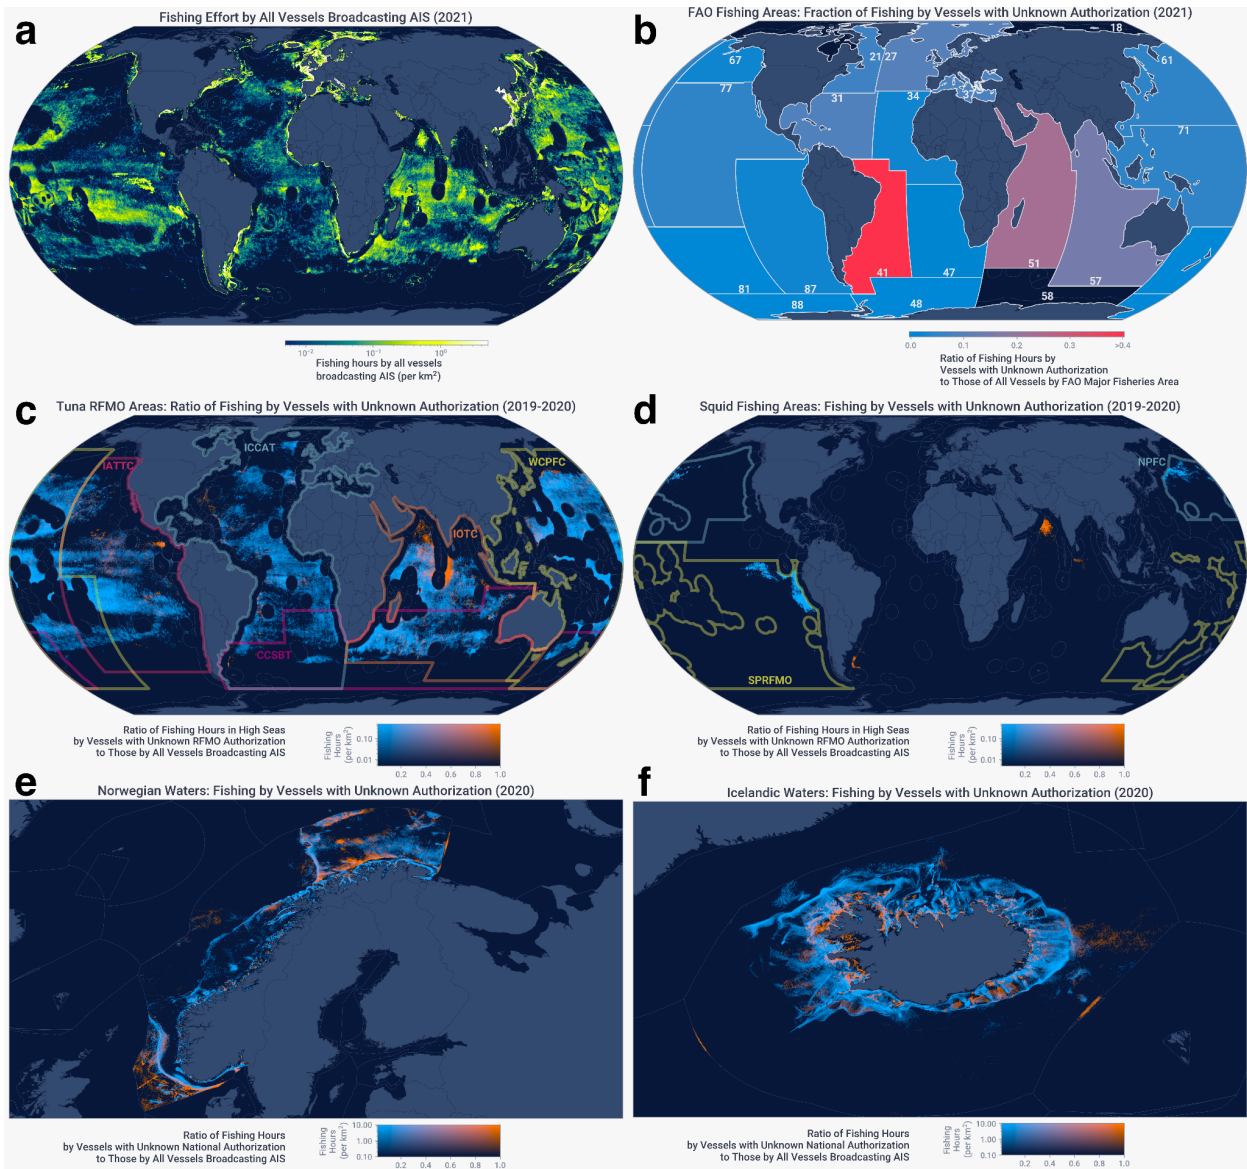 a
Fishing Effort by All Vessels Broadcasting AIS (2021)
10⁻²
10⁻¹
10⁰
Fishing hours by all vessels
broadcasting AIS (per km²)
b
FAO Fishing Areas: Fraction of Fishing by Vessels with Unknown Authorization (2021)
18
67
21
27
61
77
31
34
37
71
41
47
51
57
81
87
88
48
58
0.0
0.1
0.2
0.3
>0.4
Ratio of Fishing Hours by
Vessels with Unknown Authorization
to Those of All Vessels by FAO Major Fisheries Area
c
Tuna RFMO Areas: Ratio of Fishing by Vessels with Unknown Authorization (2019-2020)
ICCAT
IATTC
WCPFC
IOTC
CCSBT
Ratio of Fishing Hours in High Seas
by Vessels with Unknown RFMO Authorization
to Those by All Vessels Broadcasting AIS
Fishing
Hours
(per km²)
0.10
0.01
0.2
0.4
0.6
0.8
1.0
d
Squid Fishing Areas: Fishing by Vessels with Unknown Authorization (2019-2020)
NPFC
SPRFMO
Ratio of Fishing Hours in High Seas
by Vessels with Unknown RFMO Authorization
to Those by All Vessels Broadcasting AIS
Fishing
Hours
(per km²)
0.10
0.01
0.2
0.4
0.6
0.8
1.0
e
Norwegian Waters: Fishing by Vessels with Unknown Authorization (2020)
Ratio of Fishing Hours
by Vessels with Unknown National Authorization
to Those by All Vessels Broadcasting AIS
Fishing
Hours
(per km²)
10.00
1.00
0.10
0.2
0.4
0.6
0.8
1.0
f
Icelandic Waters: Fishing by Vessels with Unknown Authorization (2020)
Ratio of Fishing Hours
by Vessels with Unknown National Authorization
to Those by All Vessels Broadcasting AIS
Fishing
Hours
(per km²)
10.00
1.00
0.10
0.2
0.4
0.6
0.8
1.0